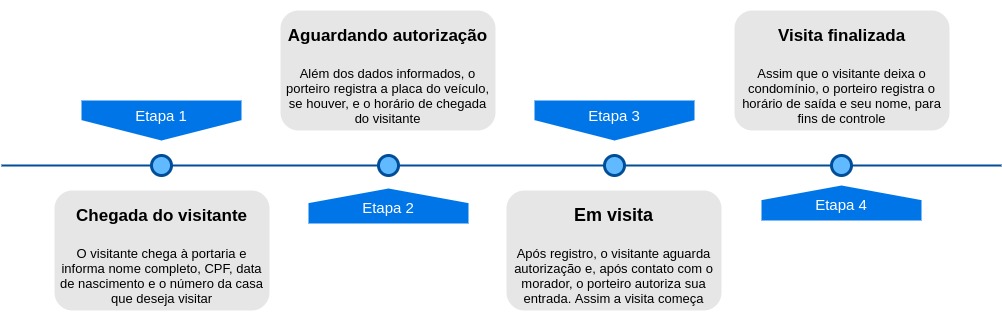 Etapa 1
Chegada do visitante
O visitante chega à portaria e
informa nome completo, CPF, data
de nascimento e o número da casa
que deseja visitar
Aguardando autorização
Além dos dados informados, o
porteiro registra a placa do veículo,
se houver, e o horário de chegada
do visitante
Etapa 2
Etapa 3
Em visita
Após registro, o visitante aguarda
autorização e, após contato com o
morador, o porteiro autoriza sua
entrada. Assim a visita começa
Visita finalizada
Assim que o visitante deixa o
condomínio, o porteiro registra o
horário de saída e seu nome, para
fins de controle
Etapa 4